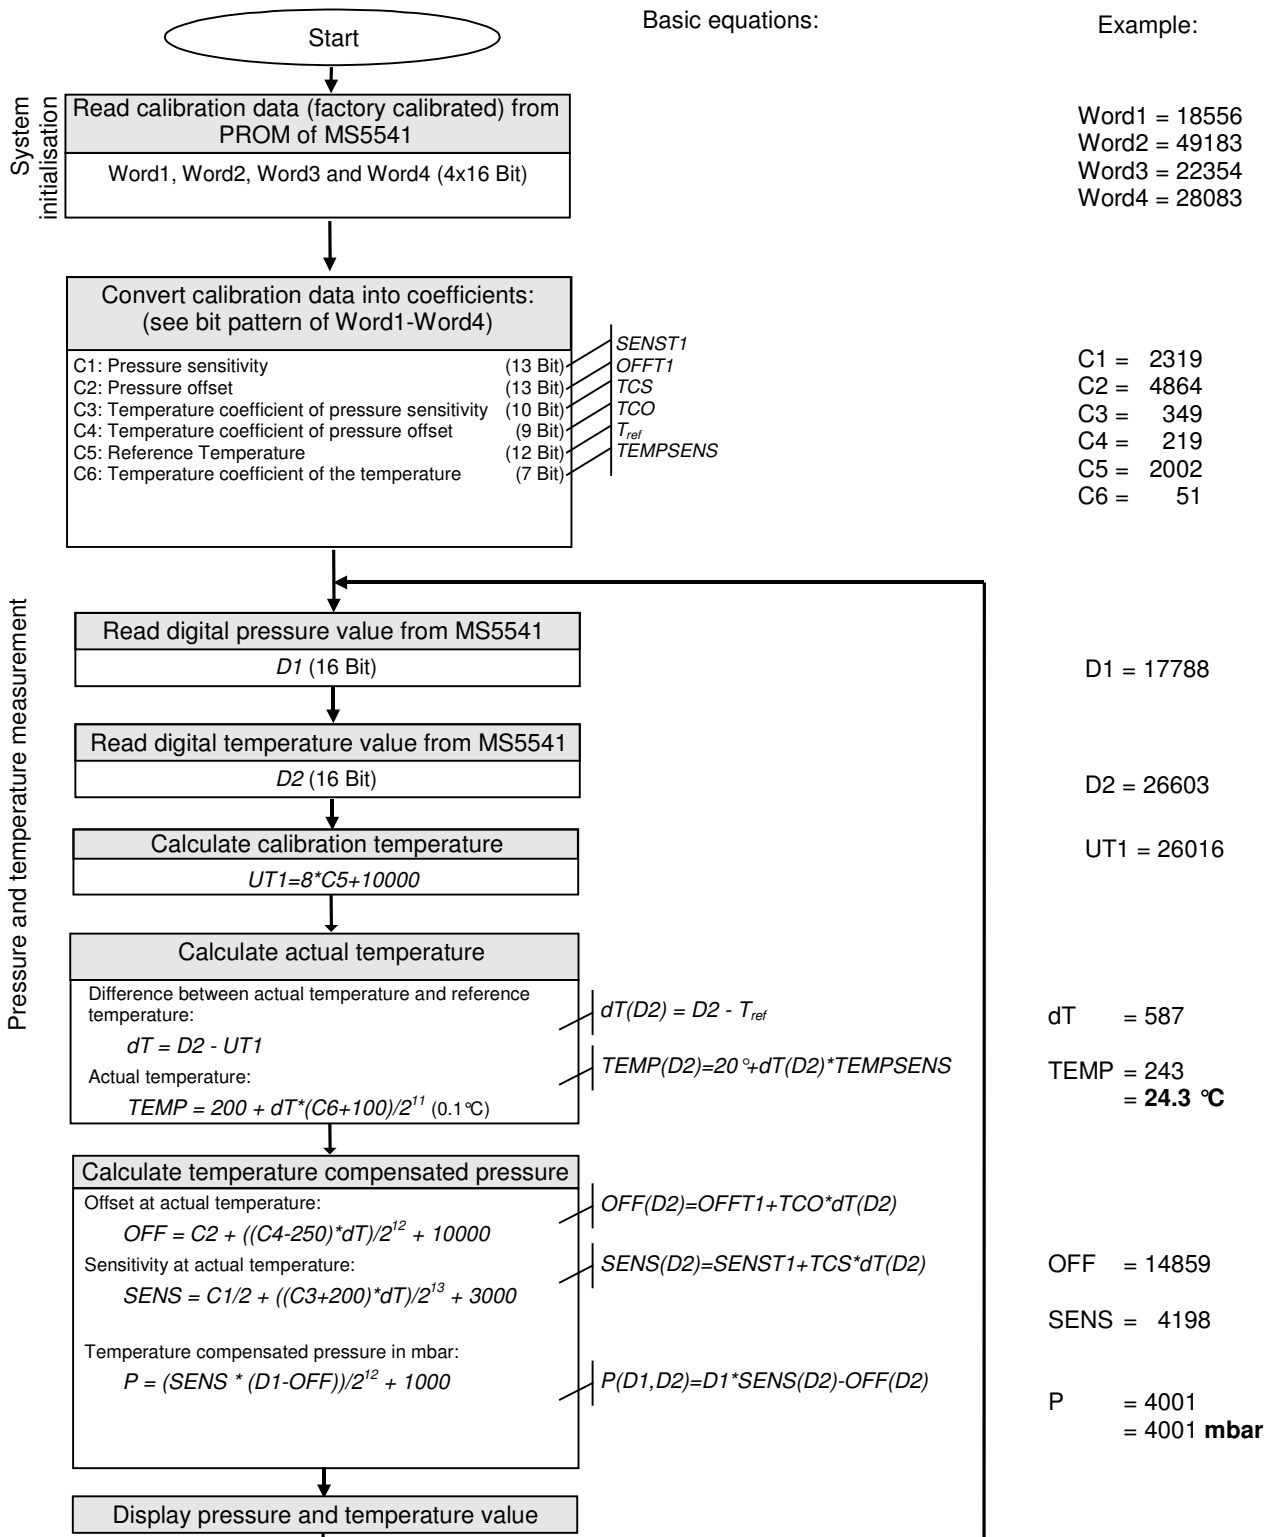 Basic equations:
Example:
Start
System
initialisation
Read calibration data (factory calibrated) from
PROM of MS5541
Word1, Word2, Word3 and Word4 (4x16 Bit)
Word1 = 18556
Word2 = 49183
Word3 = 22354
Word4 = 28083
Convert calibration data into coefficients:
(see bit pattern of Word1-Word4)
C1: Pressure sensitivity (13 Bit)
C2: Pressure offset (13 Bit)
C3: Temperature coefficient of pressure sensitivity (10 Bit)
C4: Temperature coefficient of pressure offset (9 Bit)
C5: Reference Temperature (12 Bit)
C6: Temperature coefficient of the temperature (7 Bit)
SENST1
OFFT1
TCS
TCO
T_ref
TEMPSENS
C1 = 2319
C2 = 4864
C3 = 349
C4 = 219
C5 = 2002
C6 = 51
Pressure and temperature measurement
Read digital pressure value from MS5541
D1 (16 Bit)
D1 = 17788
Read digital temperature value from MS5541
D2 (16 Bit)
D2 = 26603
Calculate calibration temperature
UT1=8*C5+10000
UT1 = 26016
Calculate actual temperature
Difference between actual temperature and reference
temperature:
dT = D2 - UT1
Actual temperature:
TEMP = 200 + dT*(C6+100)/2^11 (0.1°C)
dT(D2) = D2 - T_ref
TEMP(D2)=20°+dT(D2)*TEMPSENS
dT = 587
TEMP = 243
= 24.3 °C
Calculate temperature compensated pressure
Offset at actual temperature:
OFF = C2 + ((C4-250)*dT)/2^12 + 10000
Sensitivity at actual temperature:
SENS = C1/2 + ((C3+200)*dT)/2^13 + 3000
Temperature compensated pressure in mbar:
P = (SENS * (D1-OFF))/2^12 + 1000
OFF(D2)=OFFT1+TCO*dT(D2)
SENS(D2)=SENST1+TCS*dT(D2)
P(D1,D2)=D1*SENS(D2)-OFF(D2)
OFF = 14859
SENS = 4198
P = 4001
= 4001 mbar
Display pressure and temperature value